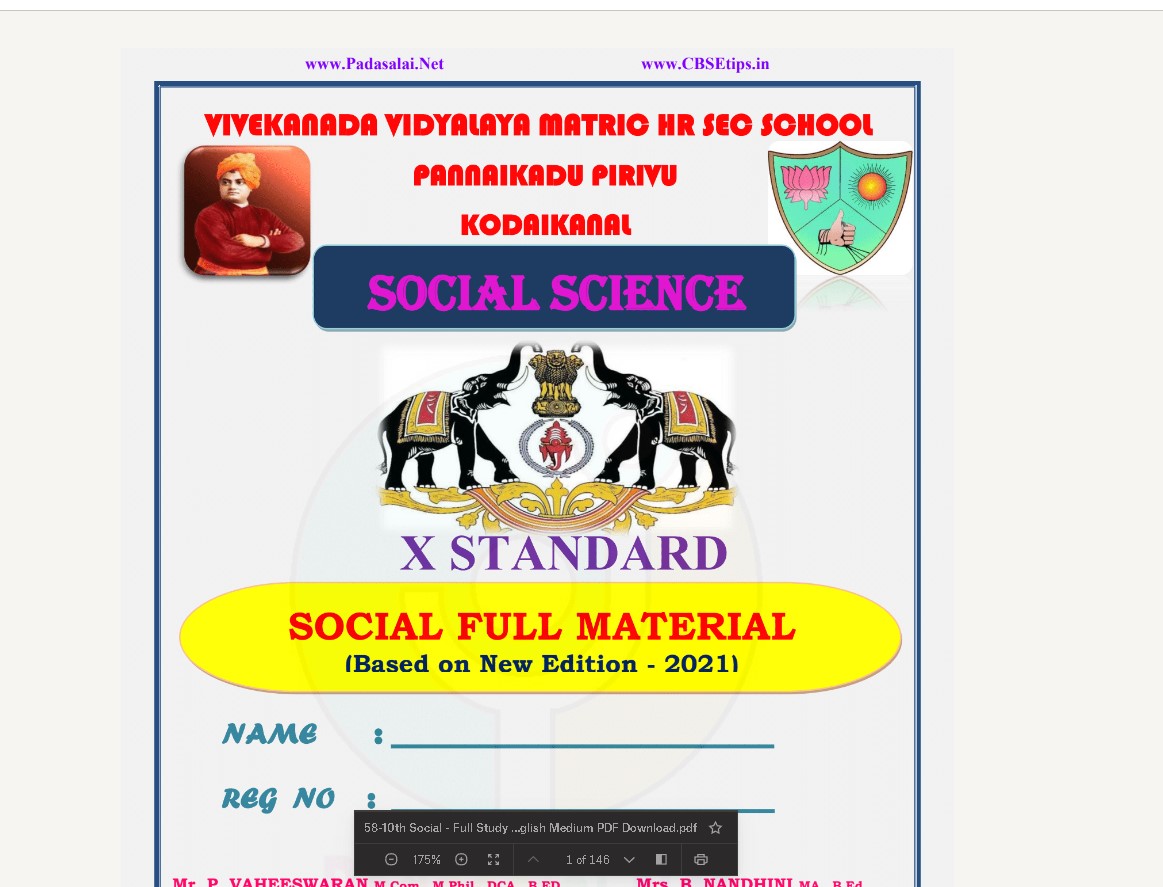 www.Padasalai.Net www.CBSEtips.in
VIVEKANADA VIDYALAYA MATRIC HR SEC SCHOOL
PANNAIKADU PIRIVU
KODAIKANAL
SOCIAL SCIENCE
X STANDARD
SOCIAL FULL MATERIAL
(Based on New Edition - 2021)
NAME :
REG NO :
58-10th Social - Full Study ...glish Medium PDF Download.pdf
175% 1 of 146
Mr. P. VAHEESWARAN M.Com., M.Phil., DCA., B.ED., Mrs. B. NANDHINI MA., B.Ed.,